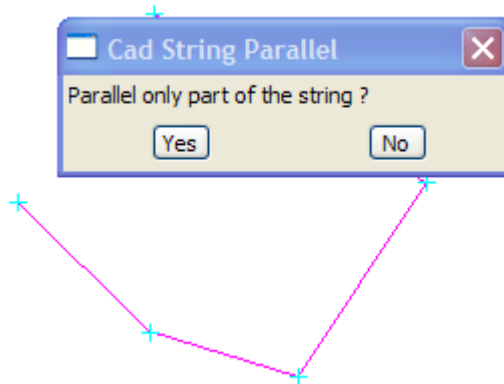 Cad String Parallel
Parallel only part of the string ?
Yes No